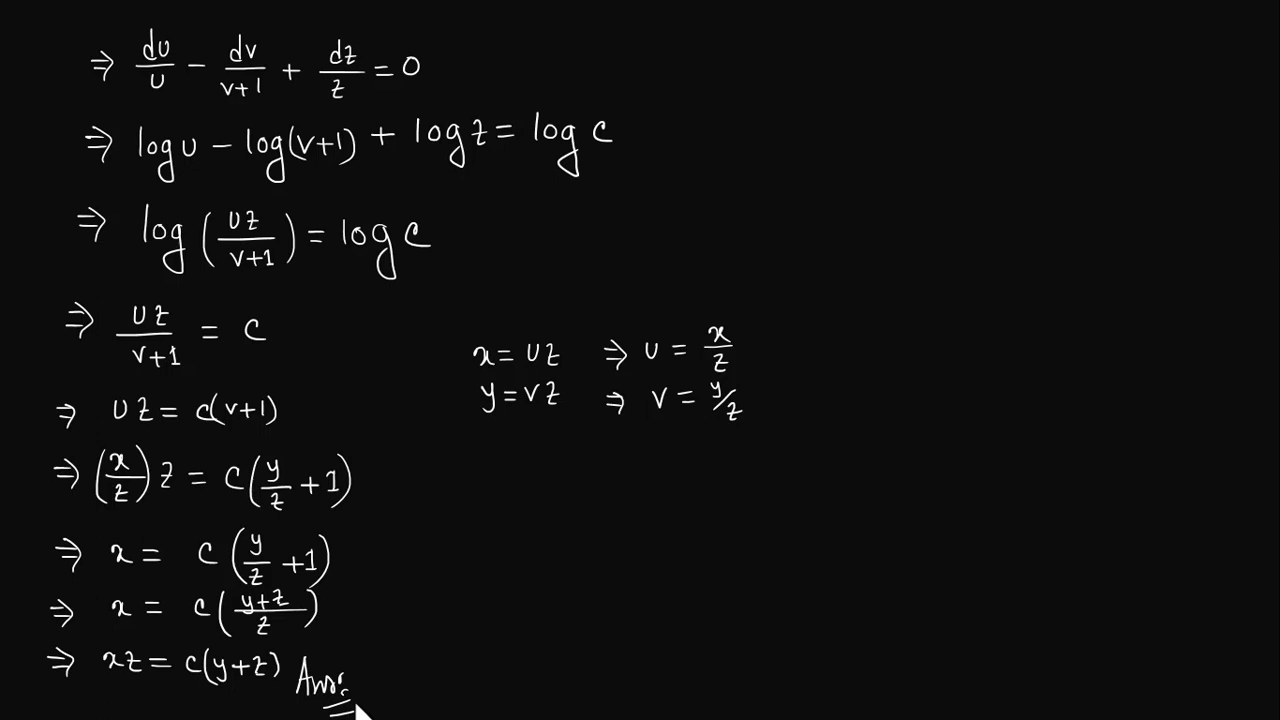 ⇒ du/u − dv/v+1 + dz/z = 0
⇒ log u − log(v+1) + log z = log c
⇒ log (uz/v+1) = log c
⇒ uz/v+1 = c
x = uz ⇒ u = x/z
y = vz ⇒ v = y/z
⇒ uz = c(v+1)
⇒ (x/z) z = c(y/z + 1)
⇒ x = c(y/z + 1)
⇒ x = c(y+z/z)
⇒ xz = c(y+z) Ans: